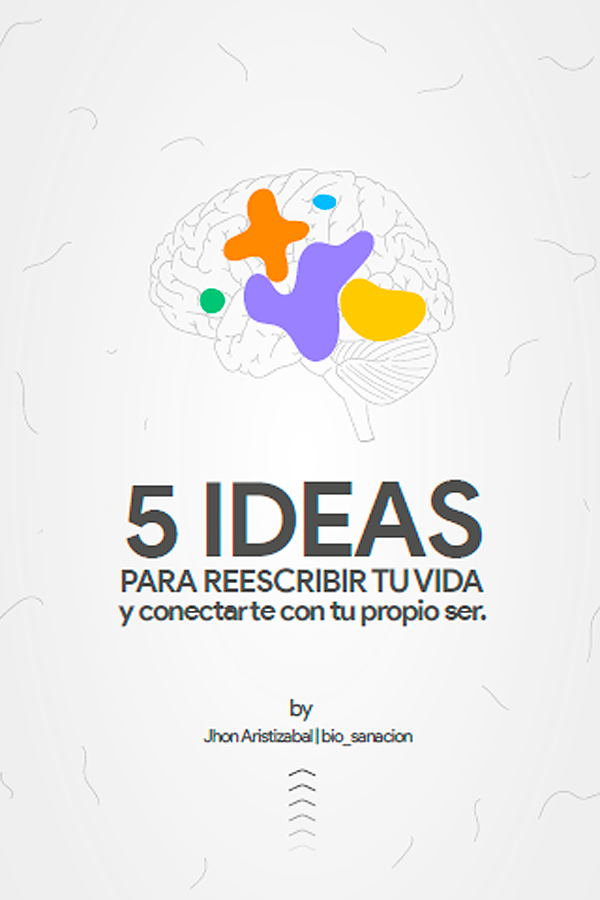 5 IDEAS
PARA REESCRIBIR TU VIDA
y conectarte con tu propio ser.
by
Jhon Aristizabal | bio_sanacion